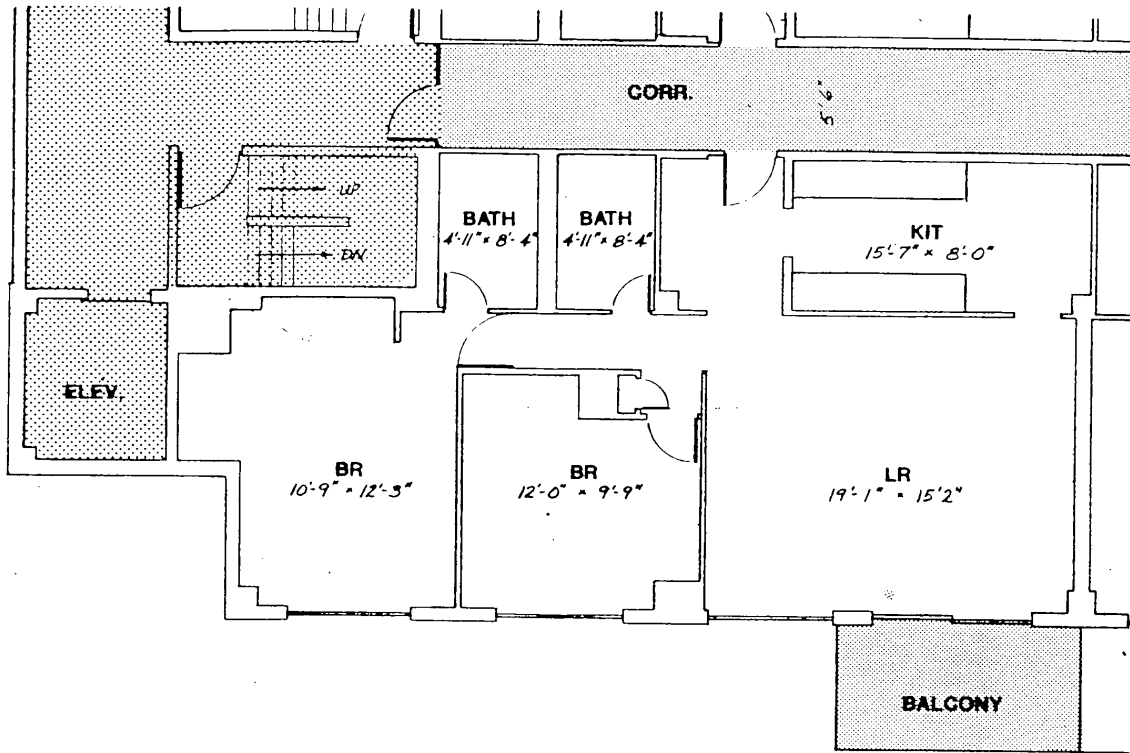 CORR.
5'6"
UP
DN
BATH
4'-11" x 8'-4"
BATH
4'-11" x 8'-4"
KIT
15'-7" x 8'-0"
ELEV.
BR
10'-9" x 12'-3"
BR
12'-0" x 9'-9"
LR
19'-1" x 15'2"
BALCONY